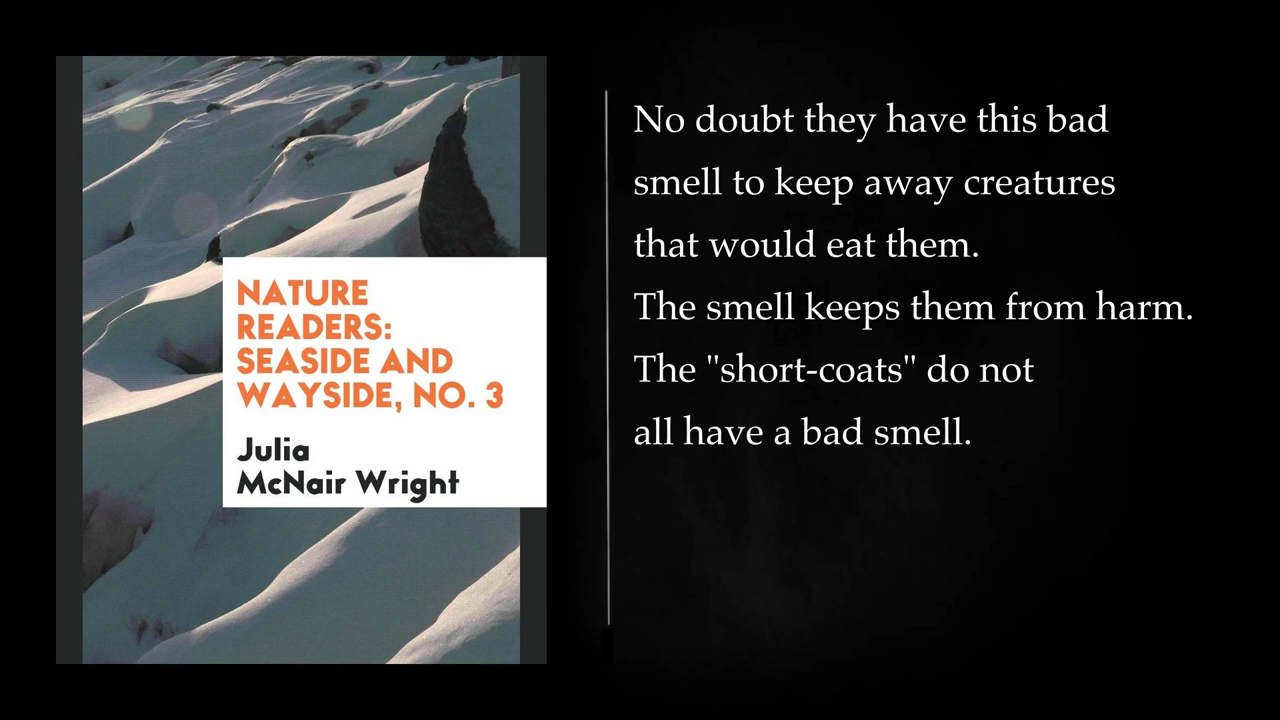 NATURE
READERS:
SEASIDE AND
WAYSIDE, NO. 3
Julia
McNair Wright
No doubt they have this bad
smell to keep away creatures
that would eat them.
The smell keeps them from harm.
The "short-coats" do not
all have a bad smell.